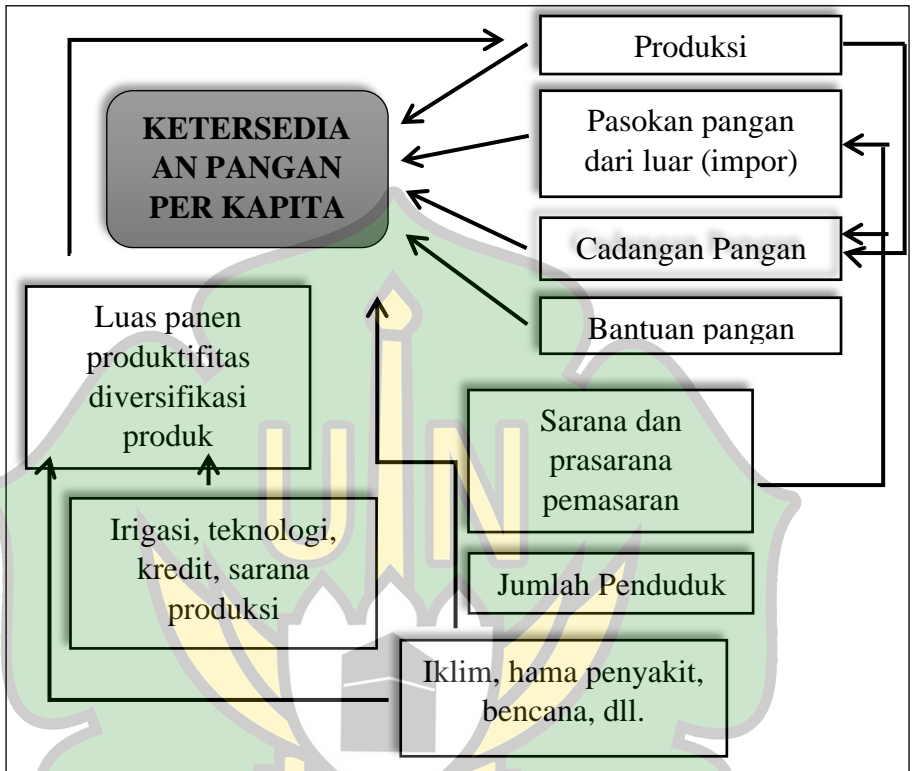 Produksi
KETERSEDIA
AN PANGAN
PER KAPITA
Pasokan pangan
dari luar (impor)
Cadangan Pangan
Bantuan pangan
Luas panen
produktifitas
diversifikasi
produk
Sarana dan
prasarana
pemasaran
Irigasi, teknologi,
kredit, sarana
produksi
Jumlah Penduduk
Iklim, hama penyakit,
bencana, dll.
UIN